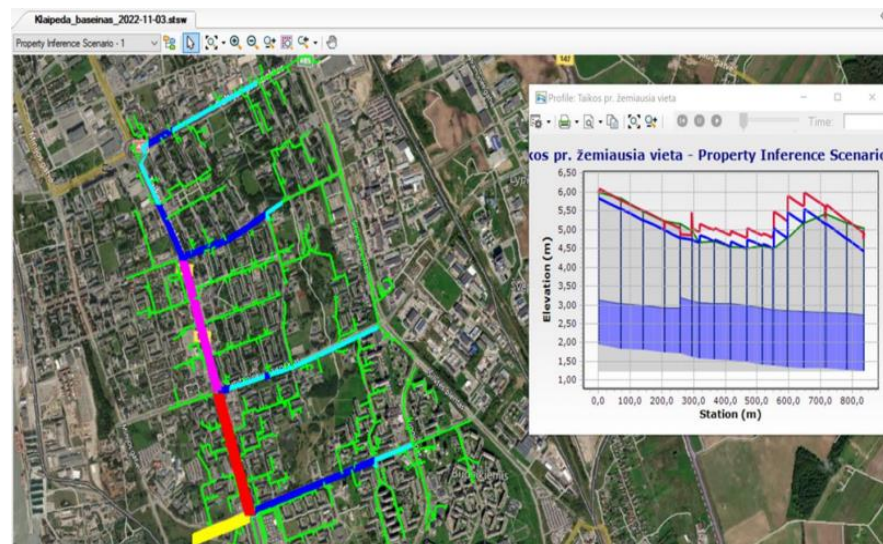 Klaipeda_baseinas_2022-11-03.stsw
Property Inference Scenario - 1
147
Profile: Taikos pr. žemiausia vieta
Time:
kos pr. žemiausia vieta - Property Inference Scenario
6,50
6,00
5,50
5,00
4,50
4,00
3,50
3,00
2,50
2,00
1,50
1,00
Elevation (m)
0,0 100,0 200,0 300,0 400,0 500,0 600,0 700,0 800,0
Station (m)